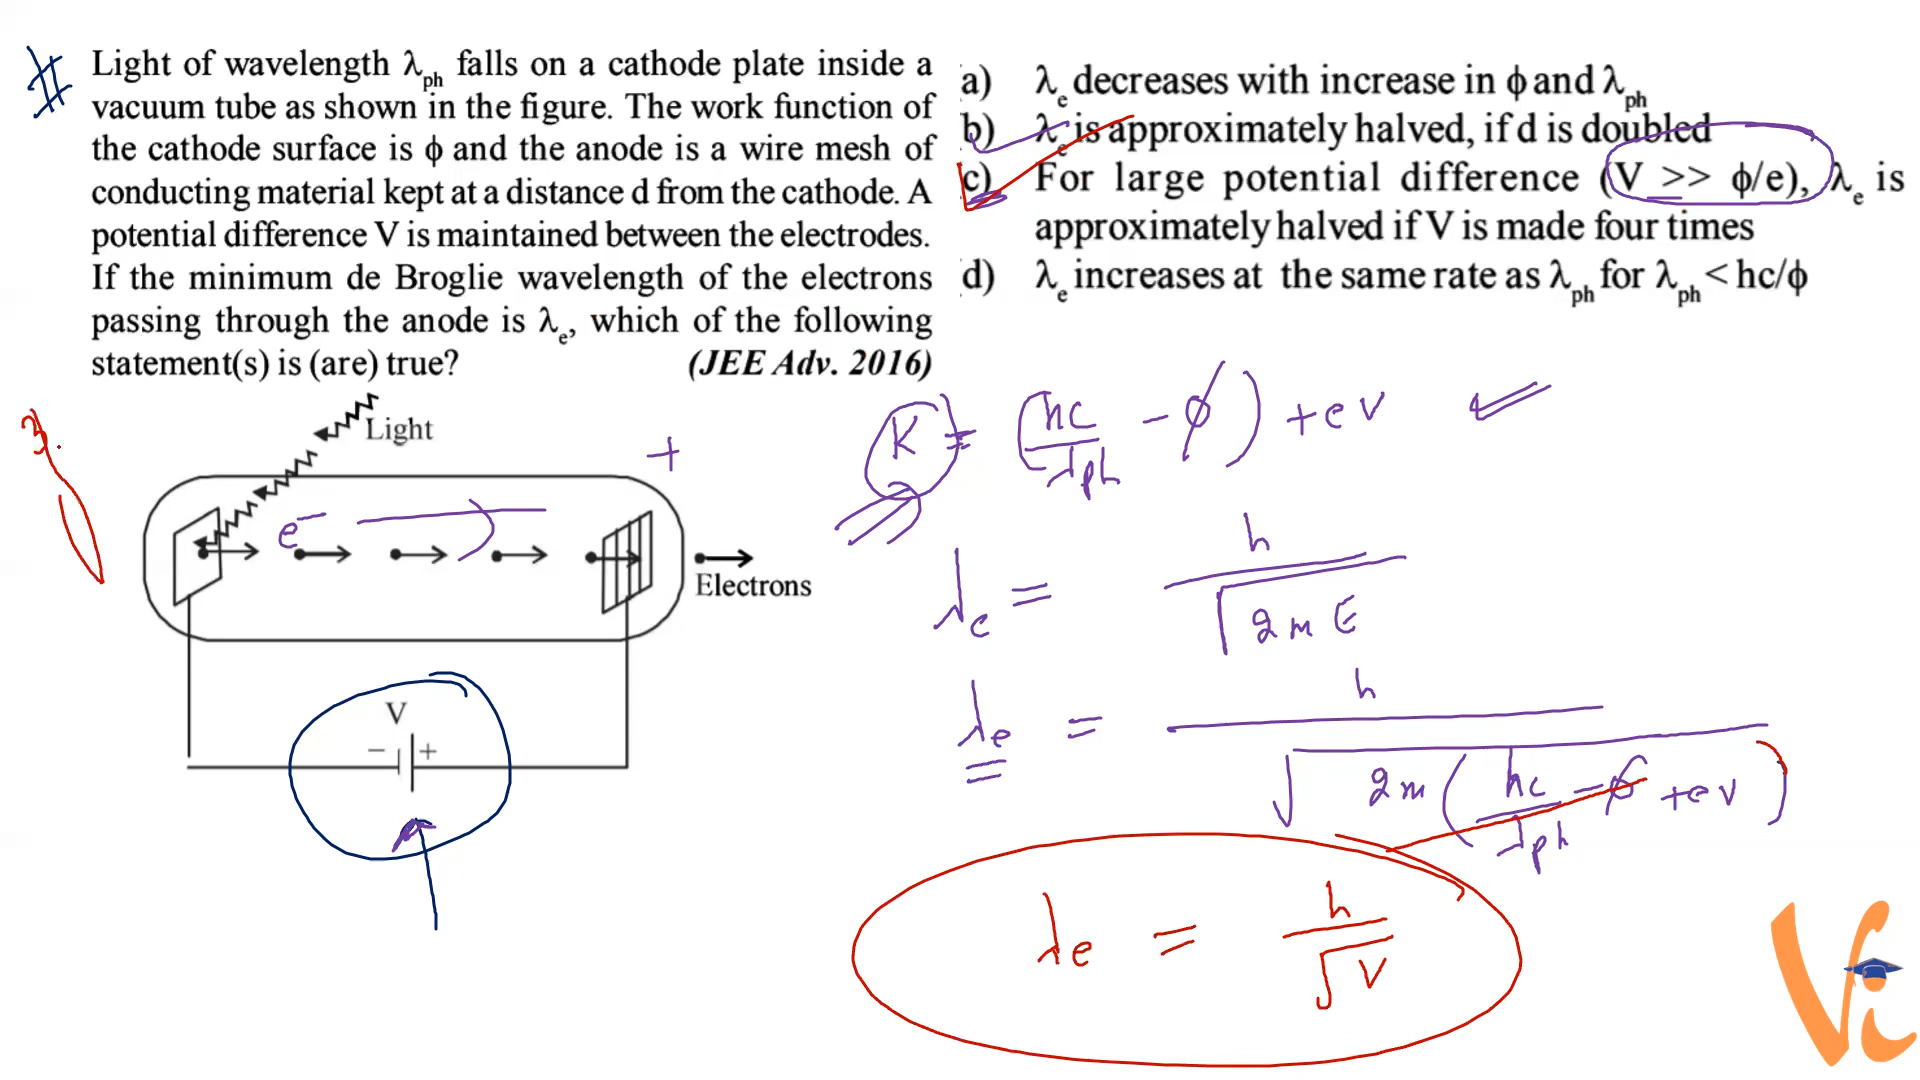 Light of wavelength λph falls on a cathode plate inside a
vacuum tube as shown in the figure. The work function of
the cathode surface is ϕ and the anode is a wire mesh of
conducting material kept at a distance d from the cathode. A
potential difference V is maintained between the electrodes.
If the minimum de Broglie wavelength of the electrons
passing through the anode is λe, which of the following
statement(s) is (are) true? (JEE Adv. 2016)
a) λe decreases with increase in ϕ and λph
b) λe is approximately halved, if d is doubled
c) For large potential difference (V >> ϕ/e), λe is
approximately halved if V is made four times
d) λe increases at the same rate as λph for λph < hc/ϕ
3.
Light
+
e⁻
Electrons
V
− +
K = (hc/λph − ϕ) + eV
λe = h/√2mE
λe = h/√2m(hc/λph − ϕ + eV)
λe = h/√V
Vi